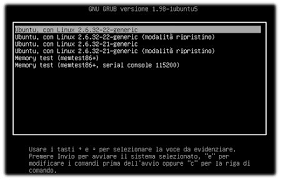 GNU GRUB versione 1.98-1ubuntu5
Ubuntu, con Linux 2.6.32-22-generic
Ubuntu, con Linux 2.6.32-22-generic (modalità ripristino)
Ubuntu, con Linux 2.6.32-21-generic
Ubuntu, con Linux 2.6.32-21-generic (modalità ripristino)
Memory test (memtest86+)
Memory test (memtest86+, serial console 115200)
Usare i tasti ↑ e ↓ per selezionare la voce da evidenziare.
Premere Invio per avviare il sistema selezionato, "e" per
modificare i comandi prima dell'avvio oppure "c" per la riga di
comando.